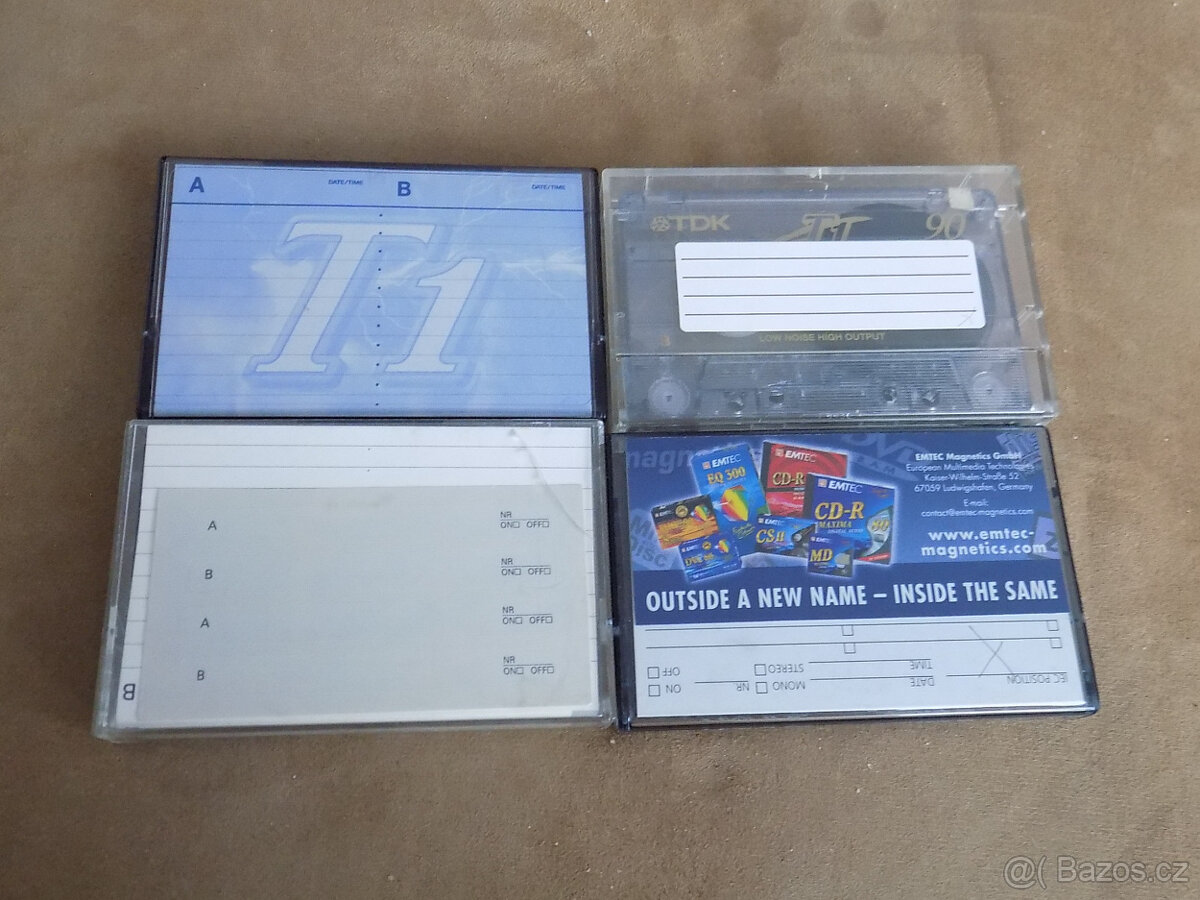 A DATE/TIME B DATE/TIME
T1
TDK
90
LOW NOISE HIGH OUTPUT
A NR
ON☐ OFF☐
B NR
ON☐ OFF☐
A NR
ON☐ OFF☐
B NR
ON☐ OFF☐
B
EMTEC
EQ 500
EMTEC
CD-R
EMTEC
CD-R
MAXIMA
EMTEC
CS II
MD
EMTEC Magnetics GmbH
European Multimedia Technologies
Kaiser-Wilhelm-Straße 52
67059 Ludwigshafen, Germany
E-mail:
contact@emtec-magnetics.com
www.emtec-
magnetics.com
OUTSIDE A NEW NAME – INSIDE THE SAME
IEC POSITION DATE NR. MONO ON
TIME STEREO OFF
@( Bazos.cz